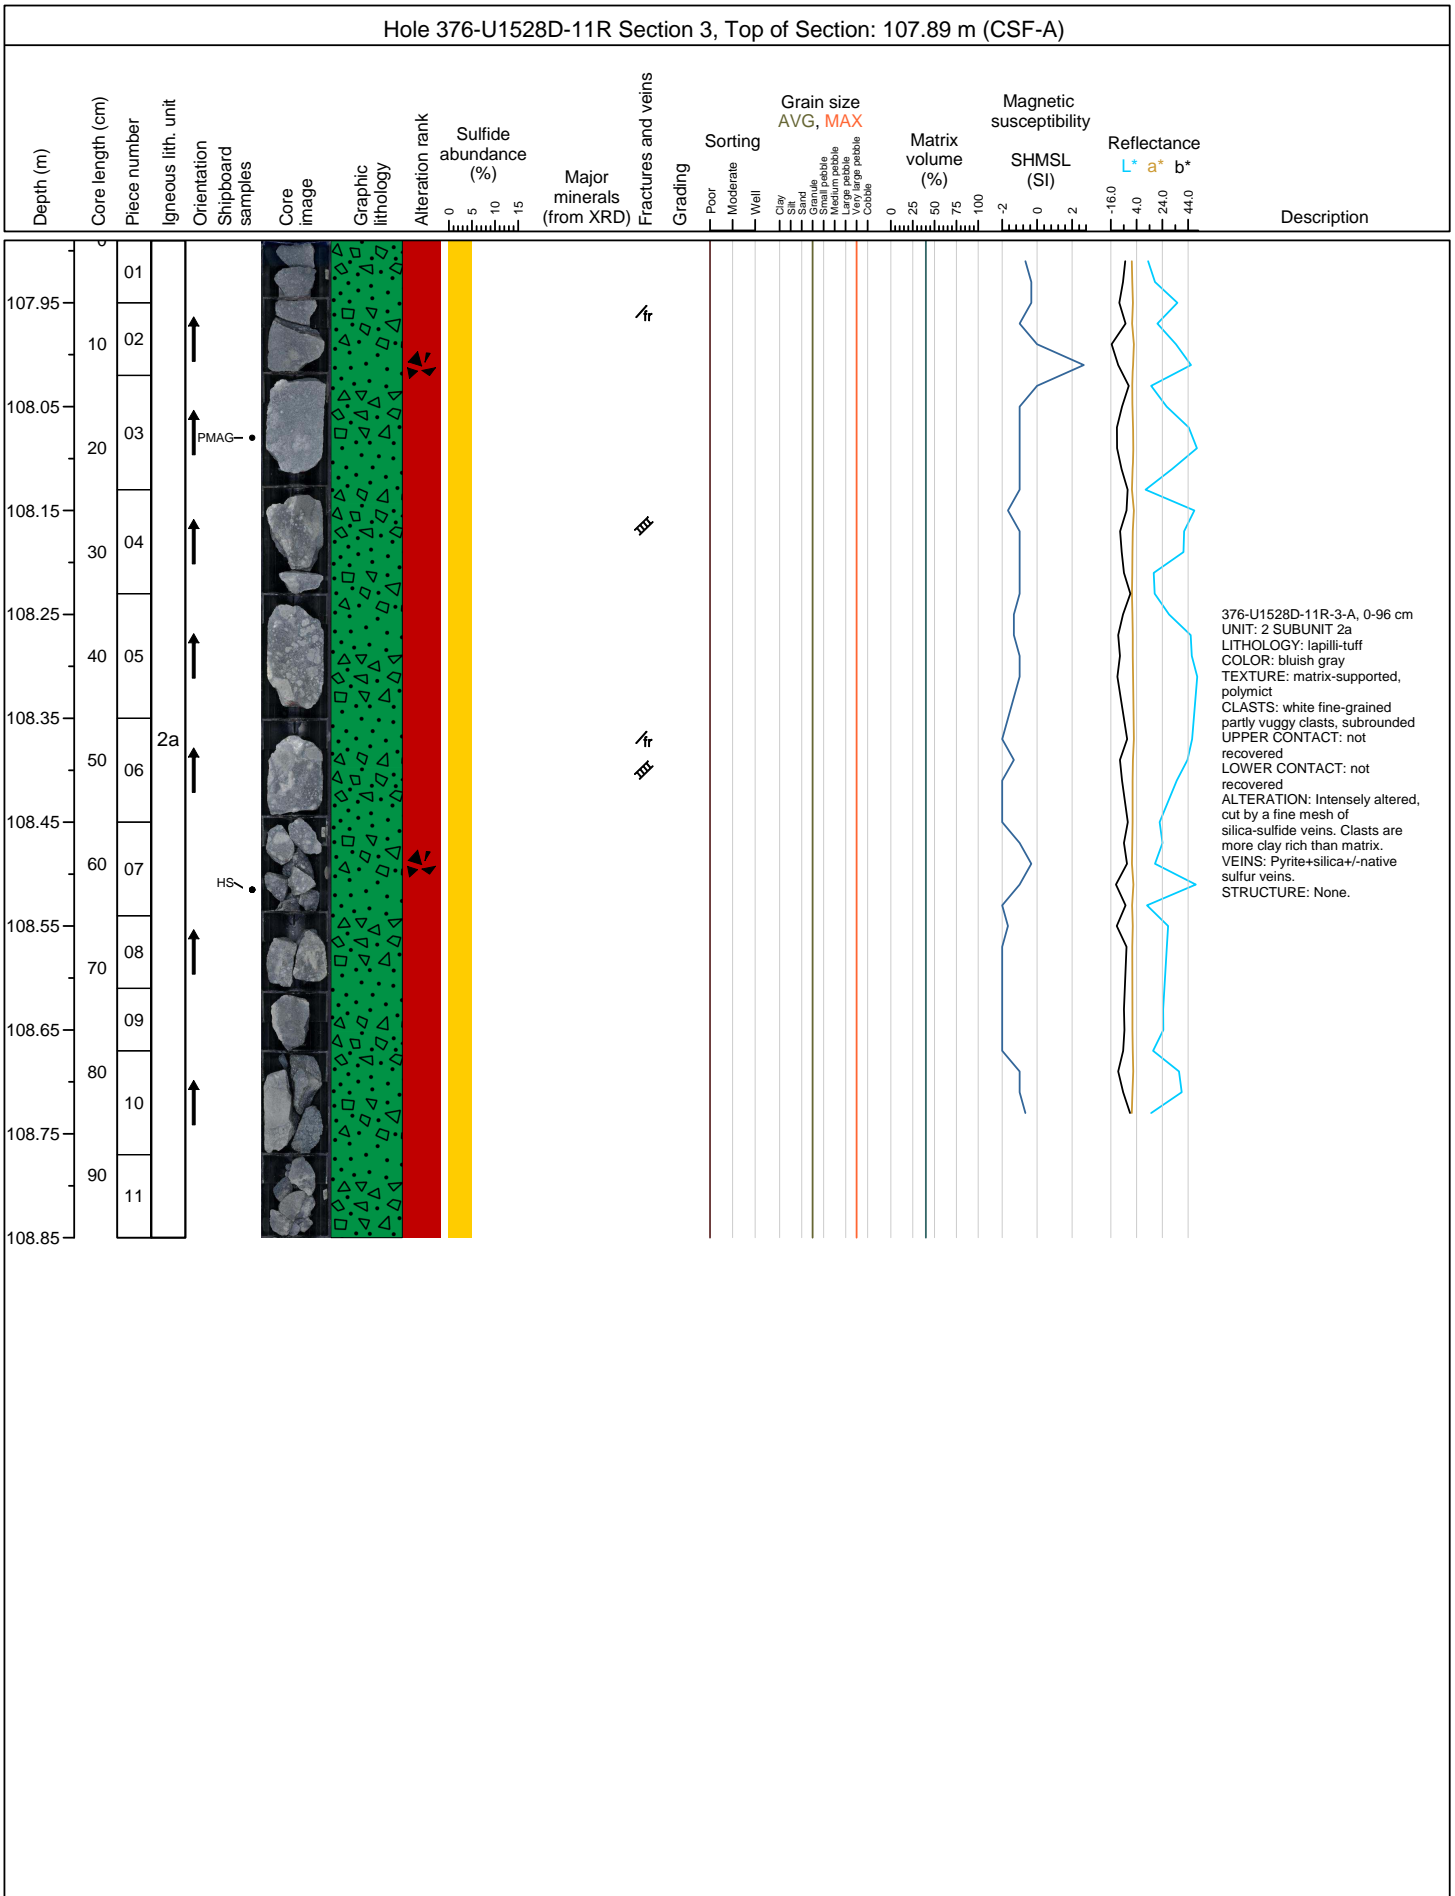 Hole 376-U1528D-11R Section 3, Top of Section: 107.89 m (CSF-A)
Depth (m)
Core length (cm)
Piece number
Igneous lith. unit
Orientation
Shipboard
samples
Core
image
Graphic
lithology
Alteration rank
Sulfide
abundance
(%)
0 5 10 15
Major
minerals
(from XRD)
Fractures and veins
Grading
Sorting
Poor
Moderate
Well
Grain size
AVG, MAX
Clay
Silt
Sand
Granule
Small pebble
Medium pebble
Large pebble
Very large pebble
Cobble
Matrix
volume
(%)
0 25 50 75 100
Magnetic
susceptibility
SHMSL
(SI)
-2 0 2
Reflectance
L* a* b*
-16.0 4.0 24.0 44.0
Description
0
01
107.95
fr
10
02
108.05
03
PMAG
20
108.15
04
30
108.25
376-U1528D-11R-3-A, 0-96 cm
UNIT: 2 SUBUNIT 2a
LITHOLOGY: lapilli-tuff
COLOR: bluish gray
TEXTURE: matrix-supported,
polymict
CLASTS: white fine-grained
partly vuggy clasts, subrounded
UPPER CONTACT: not
recovered
LOWER CONTACT: not
recovered
ALTERATION: Intensely altered,
cut by a fine mesh of
silica-sulfide veins. Clasts are
more clay rich than matrix.
VEINS: Pyrite+silica+/-native
sulfur veins.
STRUCTURE: None.
40
05
108.35
2a
fr
50
06
108.45
60
07
HS
108.55
08
70
09
108.65
80
10
108.75
90
11
108.85